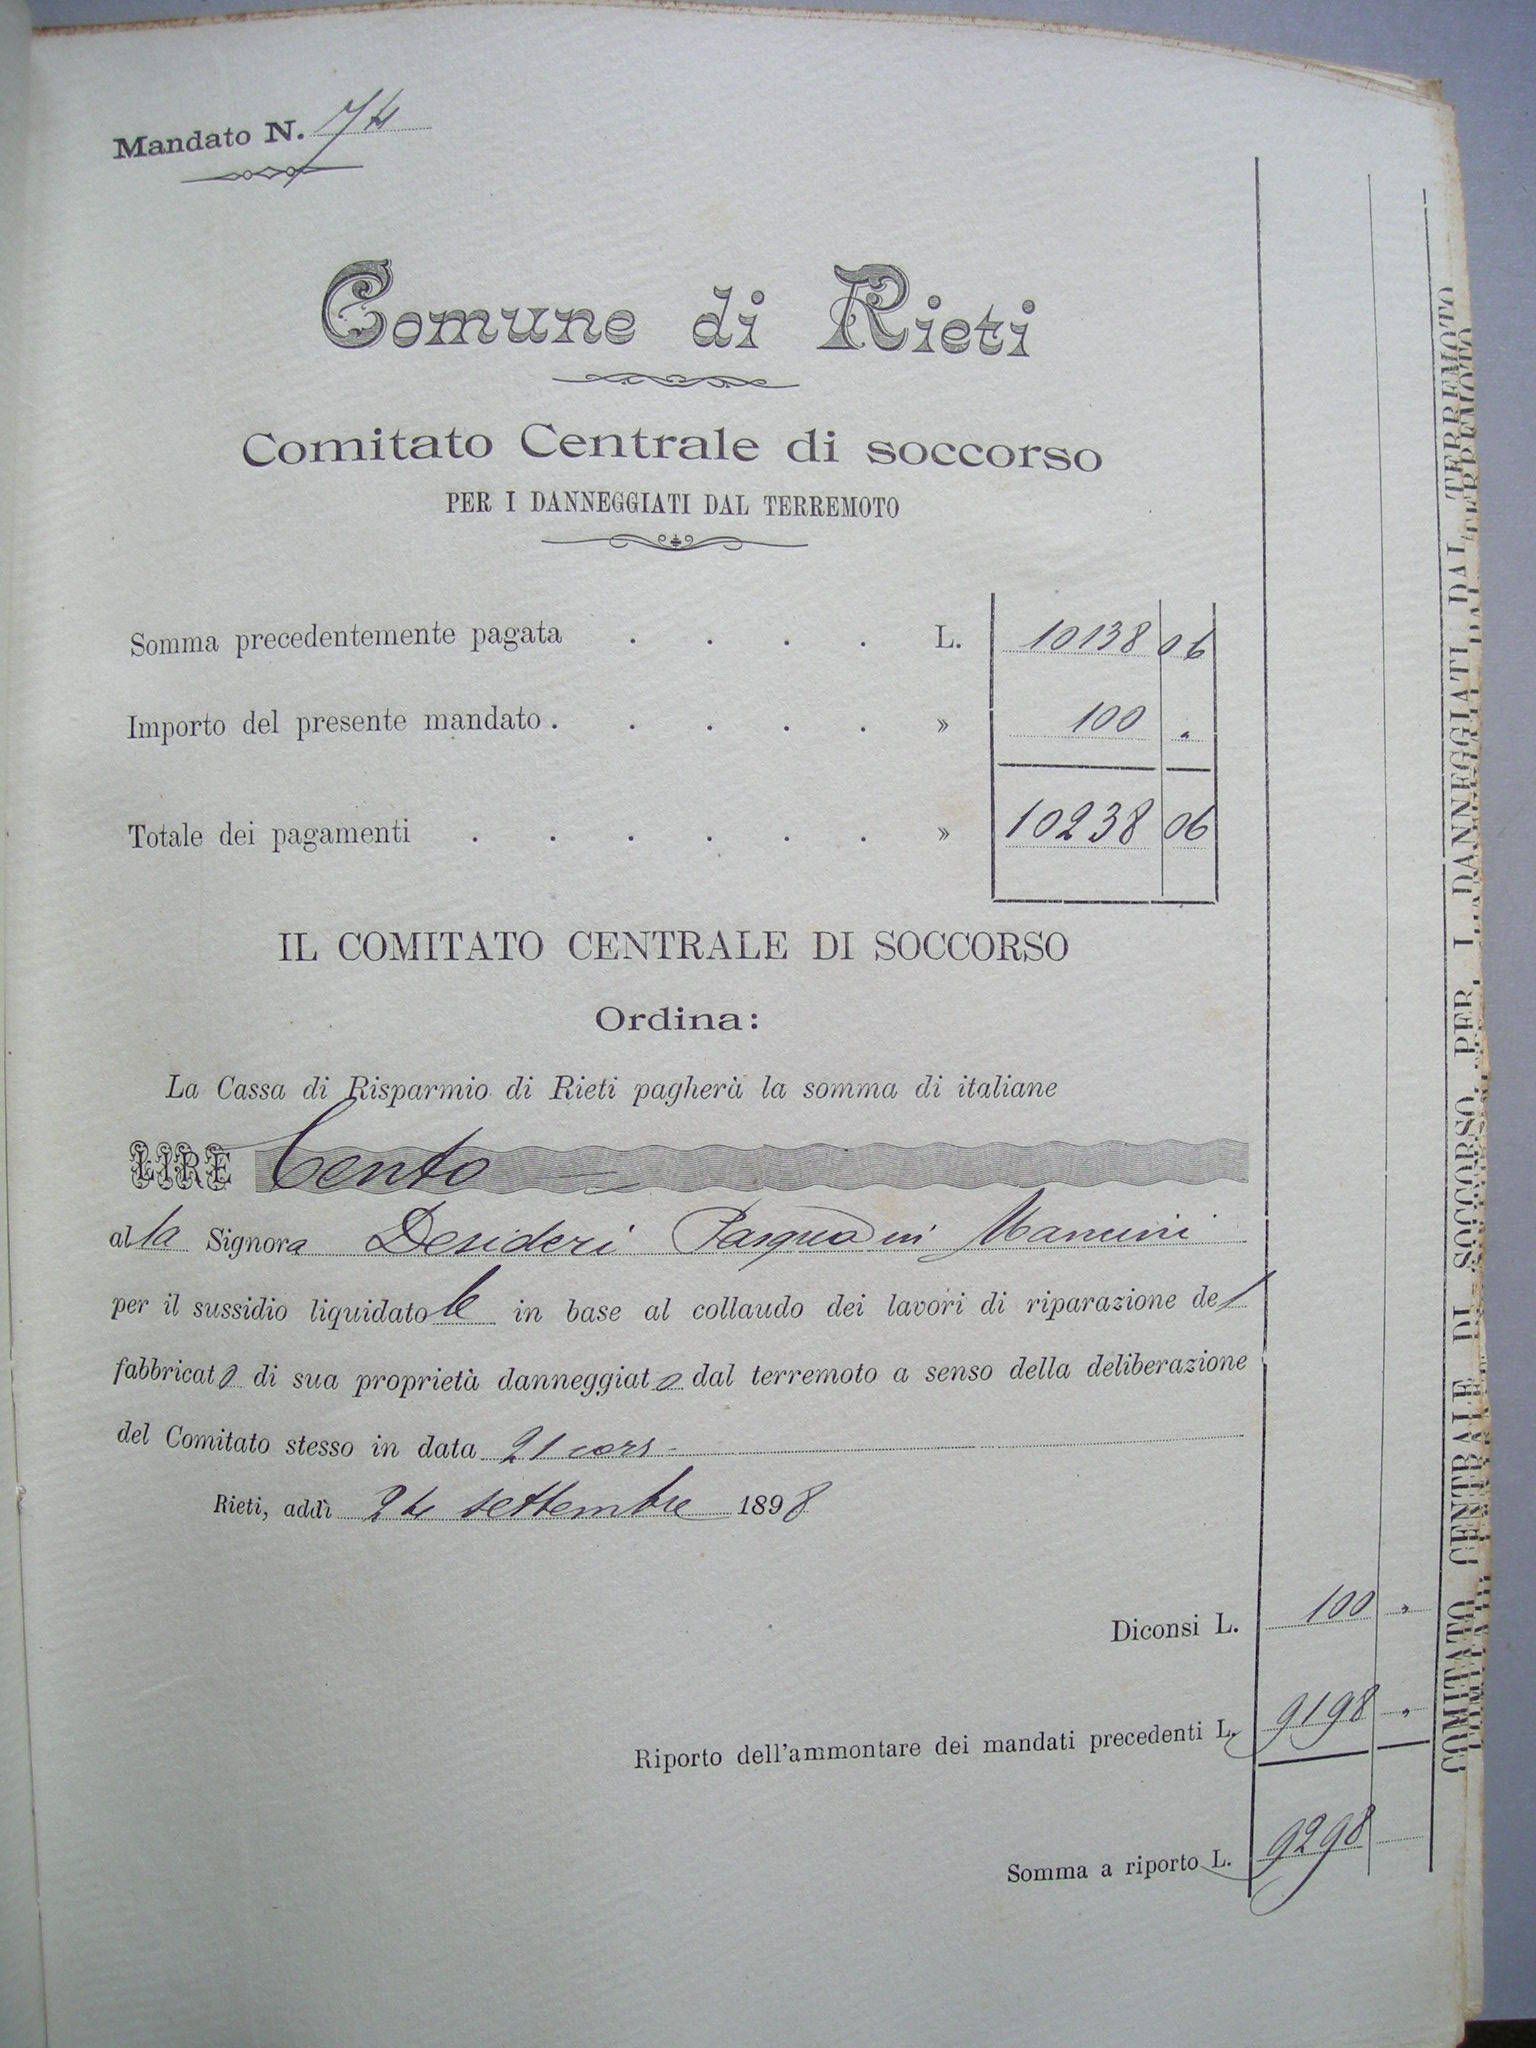 Mandato N. 74
Comune di Rieti
Comitato Centrale di soccorso
PER I DANNEGGIATI DAL TERREMOTO
Somma precedentemente pagata . . . . L. 10138 06
Importo del presente mandato . . . . . » 100 "
Totale dei pagamenti . . . . . . » 10238 06
IL COMITATO CENTRALE DI SOCCORSO
Ordina:
La Cassa di Risparmio di Rieti pagherà la somma di italiane
LIRE Cento
alla Signora Desideri Pasqua in Mancini
per il sussidio liquidatole in base al collaudo dei lavori di riparazione del
fabbricato di sua proprietà danneggiato dal terremoto a senso della deliberazione
del Comitato stesso in data 21 cors.
Rieti, addì 24 settembre 1898
Diconsi L. 100 "
Riporto dell'ammontare dei mandati precedenti L. 9198 "
Somma a riporto L. 9298
COMITATO CENTRALE DI SOCCORSO PER I DANNEGGIATI DAL TERREMOTO